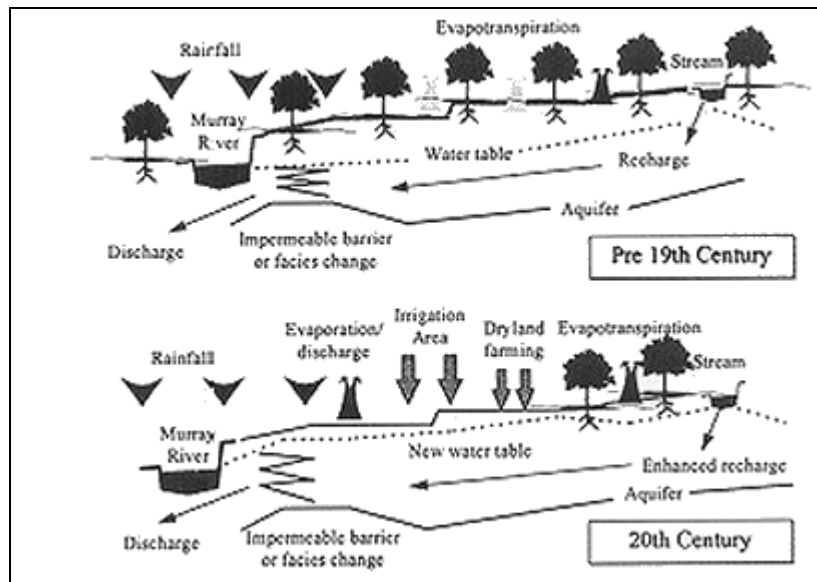 Evapotranspiration
Rainfall
Stream
Murray
River
Water table
Recharge
Aquifer
Discharge
Impermeable barrier
or facies change
Pre 19th Century
Irrigation
Area
Evaporation/
discharge
Dryland
farming
Evapotranspiration
Rainfall
Stream
Murray
River
New water table
Enhanced recharge
Aquifer
Discharge
Impermeable barrier
or facies change
20th Century